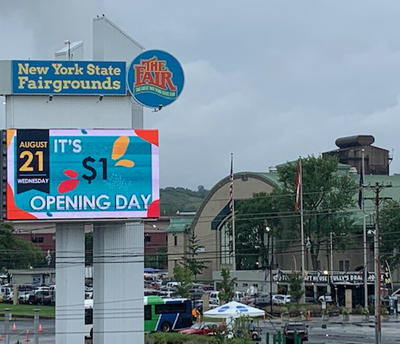 New York State
Fairgrounds
THE
FAIR
AUGUST
21
WEDNESDAY
IT'S
$1
OPENING DAY